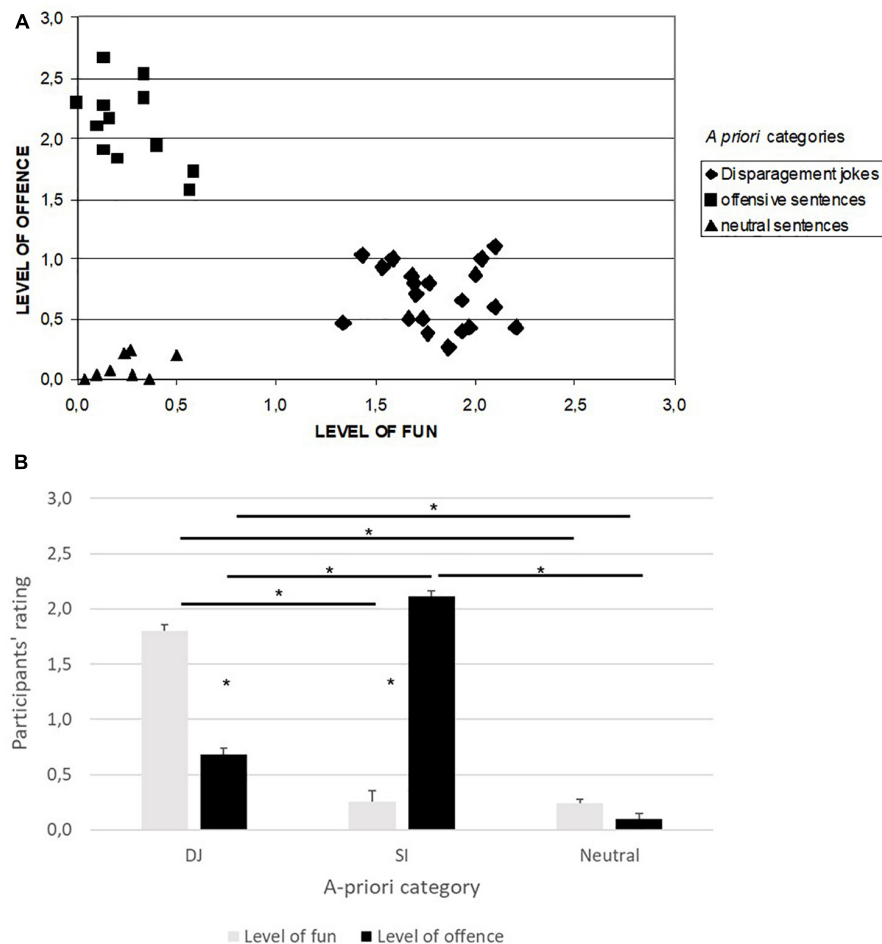 A
3,0
2,5
2,0
1,5
1,0
0,5
0,0
LEVEL OF OFFENCE
0,0 0,5 1,0 1,5 2,0 2,5 3,0
LEVEL OF FUN
A priori categories
Disparagement jokes
offensive sentences
neutral sentences
B
3,0
2,5
2,0
1,5
1,0
0,5
0,0
Participants' rating
*
*
*
*
*
*
*
DJ SI Neutral
A-priori category
Level of fun Level of offence